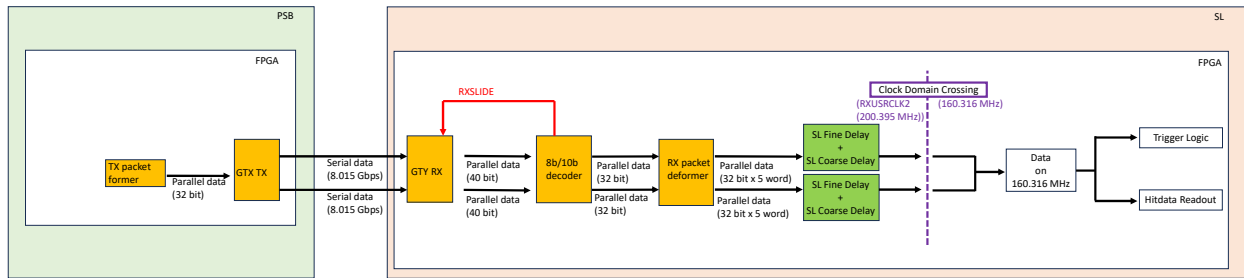 PSB
FPGA
TX packet
former
Parallel data
(32 bit)
GTX TX
Serial data
(8.015 Gbps)
Serial data
(8.015 Gbps)
SL
FPGA
RXSLIDE
GTY RX
Parallel data
(40 bit)
Parallel data
(40 bit)
8b/10b
decoder
Parallel data
(32 bit)
Parallel data
(32 bit)
RX packet
deformer
Parallel data
(32 bit x 5 word)
Parallel data
(32 bit x 5 word)
SL Fine Delay
+
SL Coarse Delay
SL Fine Delay
+
SL Coarse Delay
Clock Domain Crossing
(RXUSRCLK2
(200.395 MHz))
(160.316 MHz)
Data
on
160.316 MHz
Trigger Logic
Hitdata Readout